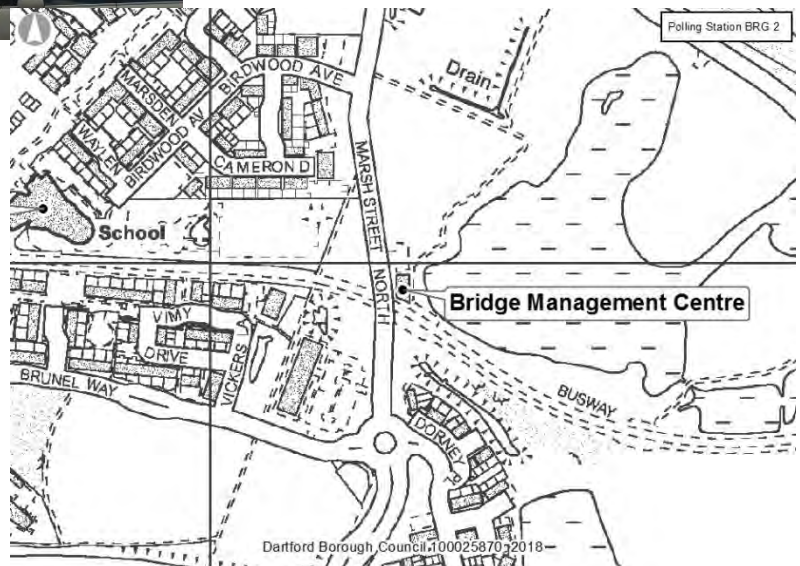 Polling Station BRG 2
BIRDWOOD AVE
Drain
MARSDEN
BIRDWOOD AV
WAYLEN
CAMERON D
MARSH STREET NORTH
School
Bridge Management Centre
VIMY
DRIVE
VICKERS
BRUNEL WAY
BUSWAY
DORNEY
Dartford Borough Council 100025870 2018